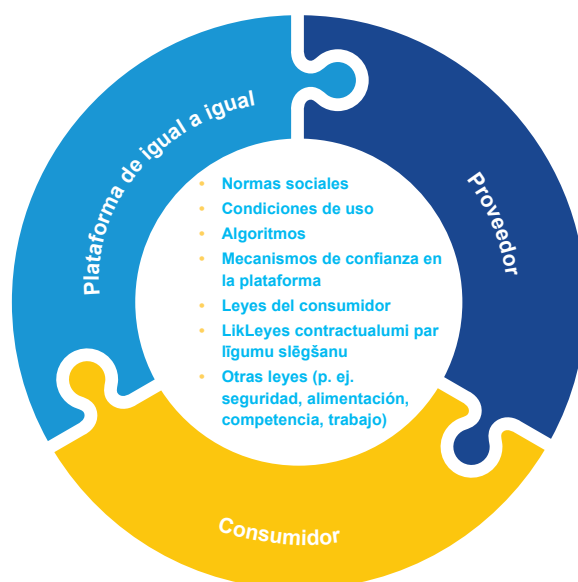 Plataforma de igual a igual
Proveedor
• Normas sociales
• Condiciones de uso
• Algoritmos
• Mecanismos de confianza en
la plataforma
• Leyes del consumidor
• LikLeyes contractualumi par
līgumu slēgšanu
• Otras leyes (p. ej.
seguridad, alimentación,
competencia, trabajo)
Consumidor